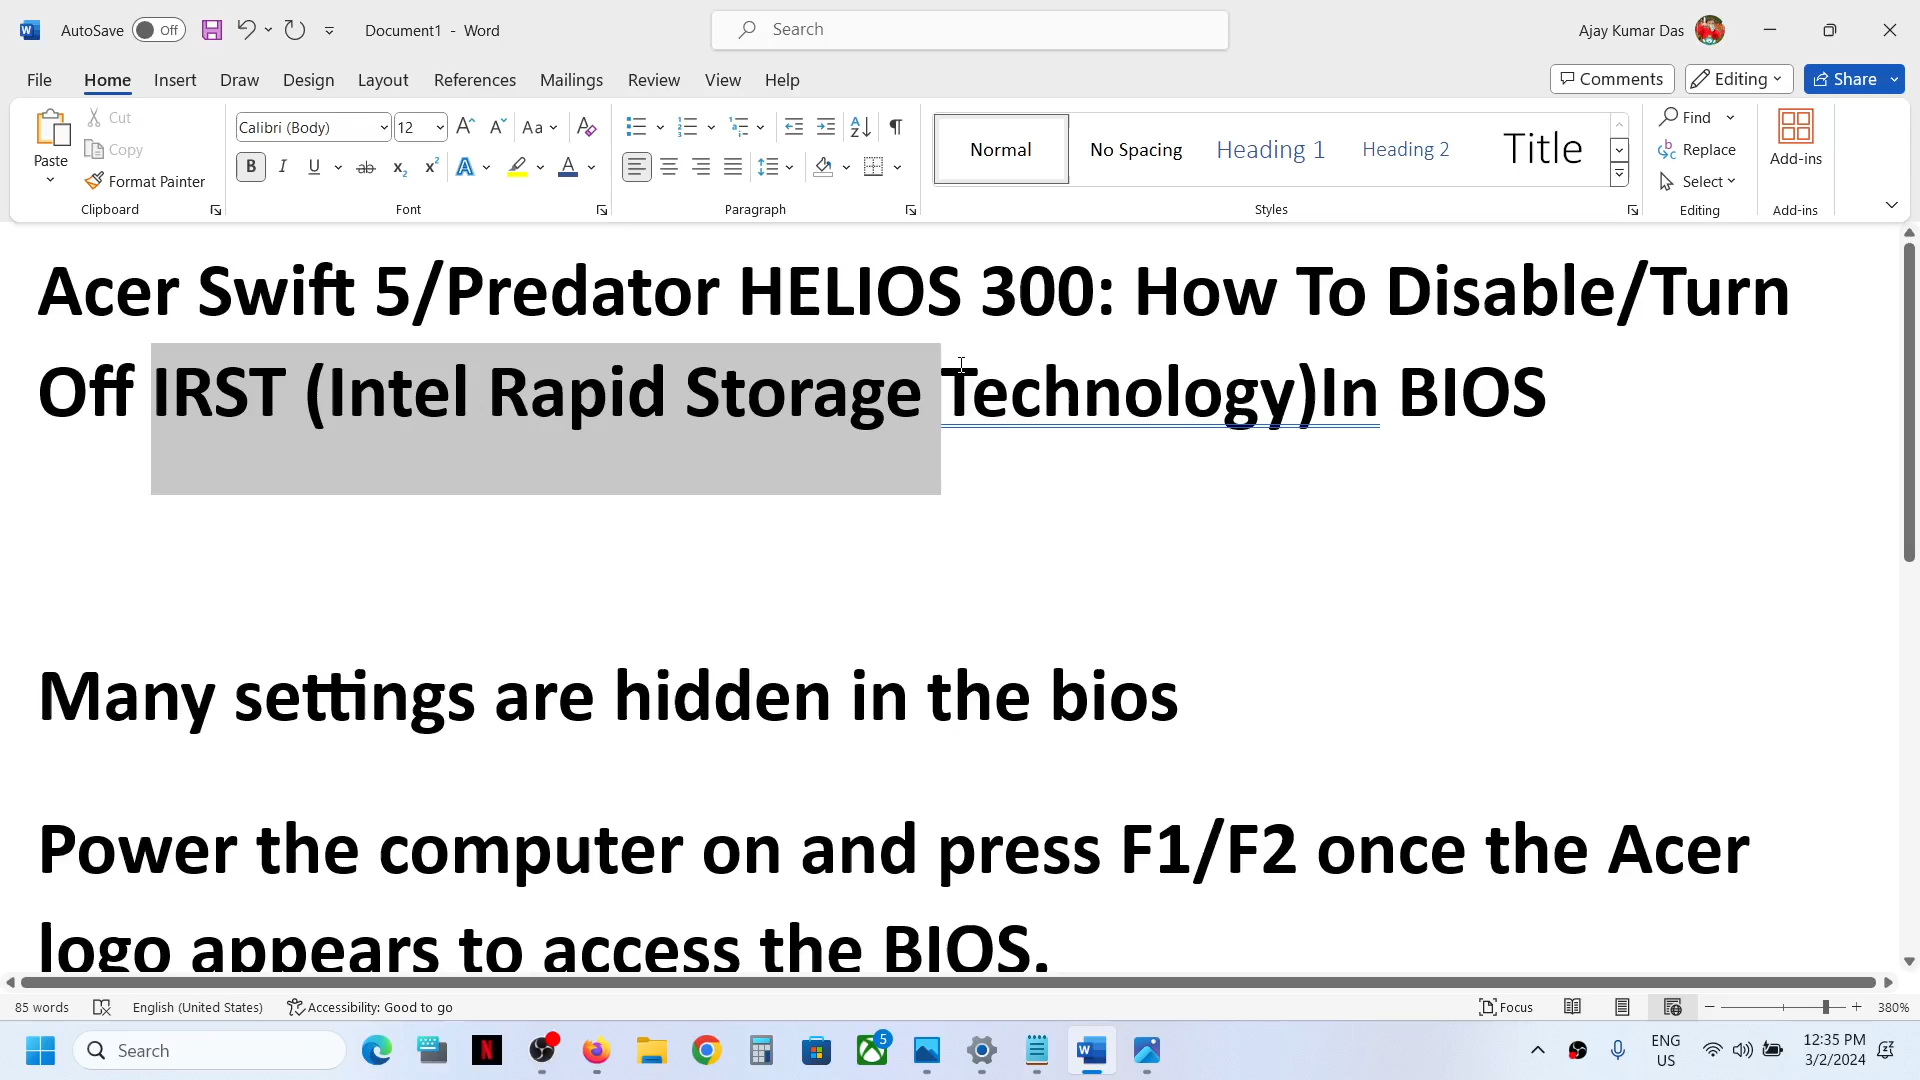 AutoSave Off Document1 - Word Search Ajay Kumar Das
File Home Insert Draw Design Layout References Mailings Review View Help Comments Editing Share
Paste Cut Calibri (Body) 12 Aa Normal No Spacing Heading 1 Heading 2 Title Find Add-ins
Copy B I U ab Replace
Format Painter Select
Clipboard Font Paragraph Styles Editing Add-ins
Acer Swift 5/Predator HELIOS 300: How To Disable/Turn
Off IRST (Intel Rapid Storage Technology)In BIOS
Many settings are hidden in the bios
Power the computer on and press F1/F2 once the Acer
logo appears to access the BIOS.
85 words English (United States) Accessibility: Good to go Focus 380%
Search 5 ENG US 12:35 PM 3/2/2024